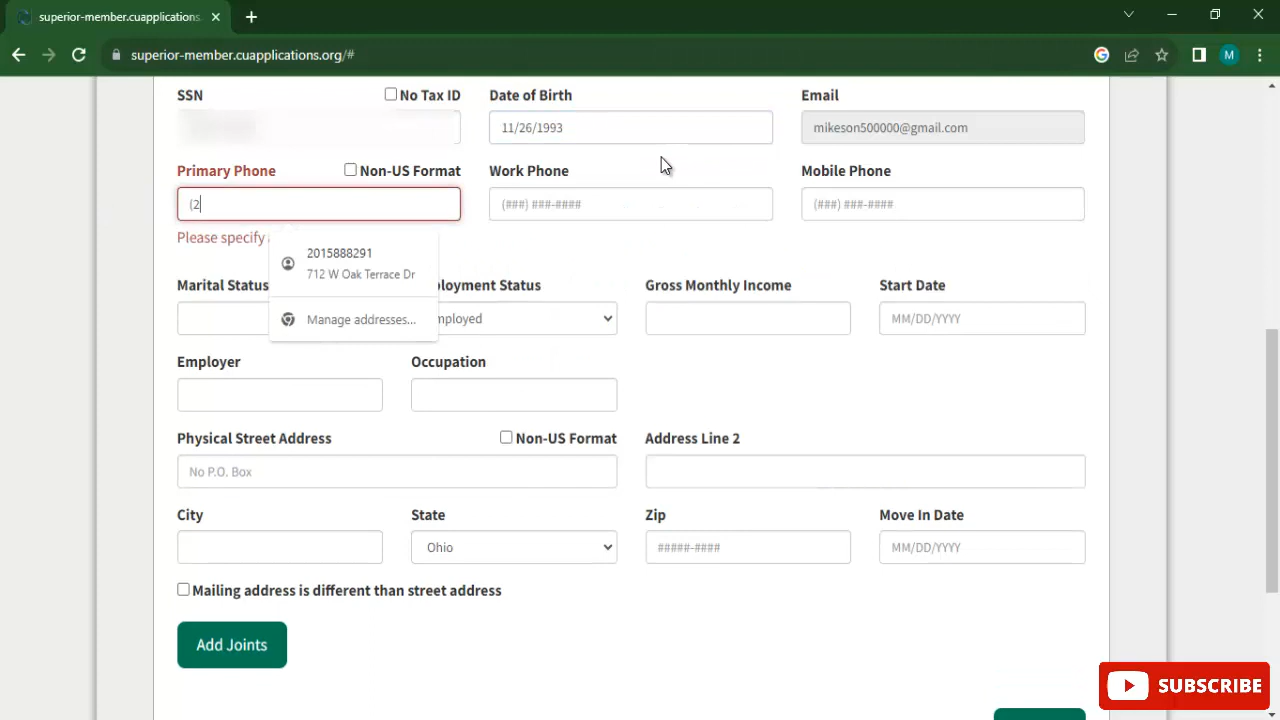 superior-member.cuapplications.
superior-member.cuapplications.org/#
M
SSN
No Tax ID
Date of Birth
Email
11/26/1993
mikeson500000@gmail.com
Primary Phone
Non-US Format
Work Phone
Mobile Phone
(2
(###) ###-####
(###) ###-####
Please specify
2015888291
712 W Oak Terrace Dr
Manage addresses...
Marital Status
ployment Status
Gross Monthly Income
Start Date
mployed
MM/DD/YYYY
Employer
Occupation
Physical Street Address
Non-US Format
Address Line 2
No P.O. Box
City
State
Zip
Move In Date
Ohio
#####-####
MM/DD/YYYY
Mailing address is different than street address
Add Joints
SUBSCRIBE